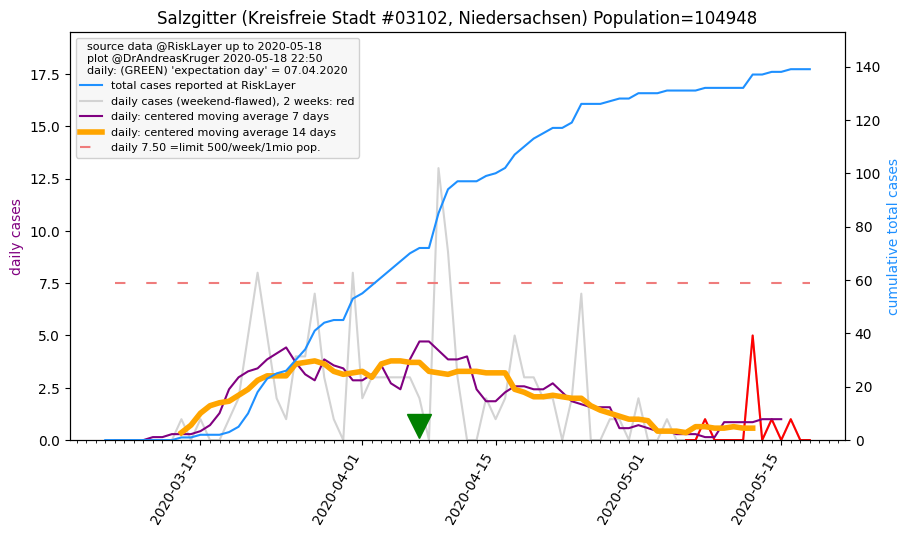 Salzgitter (Kreisfreie Stadt #03102, Niedersachsen) Population=104948
source data @RiskLayer up to 2020-05-18
plot @DrAndreasKruger 2020-05-18 22:50
daily: (GREEN) 'expectation day' = 07.04.2020
total cases reported at RiskLayer
daily cases (weekend-flawed), 2 weeks: red
daily: centered moving average 7 days
daily: centered moving average 14 days
daily 7.50 =limit 500/week/1mio pop.
daily cases
17.5
15.0
12.5
10.0
7.5
5.0
2.5
0.0
140
120
100
80
60
40
20
0
cumulative total cases
2020-03-15
2020-04-01
2020-04-15
2020-05-01
2020-05-15